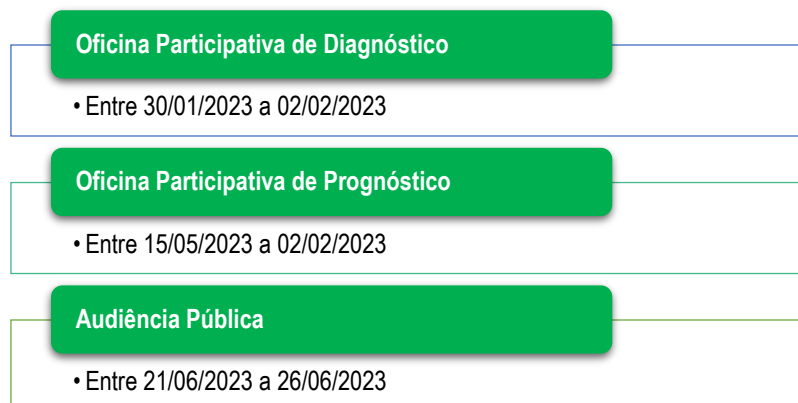 Oficina Participativa de Diagnóstico
• Entre 30/01/2023 a 02/02/2023
Oficina Participativa de Prognóstico
• Entre 15/05/2023 a 02/02/2023
Audiência Pública
• Entre 21/06/2023 a 26/06/2023